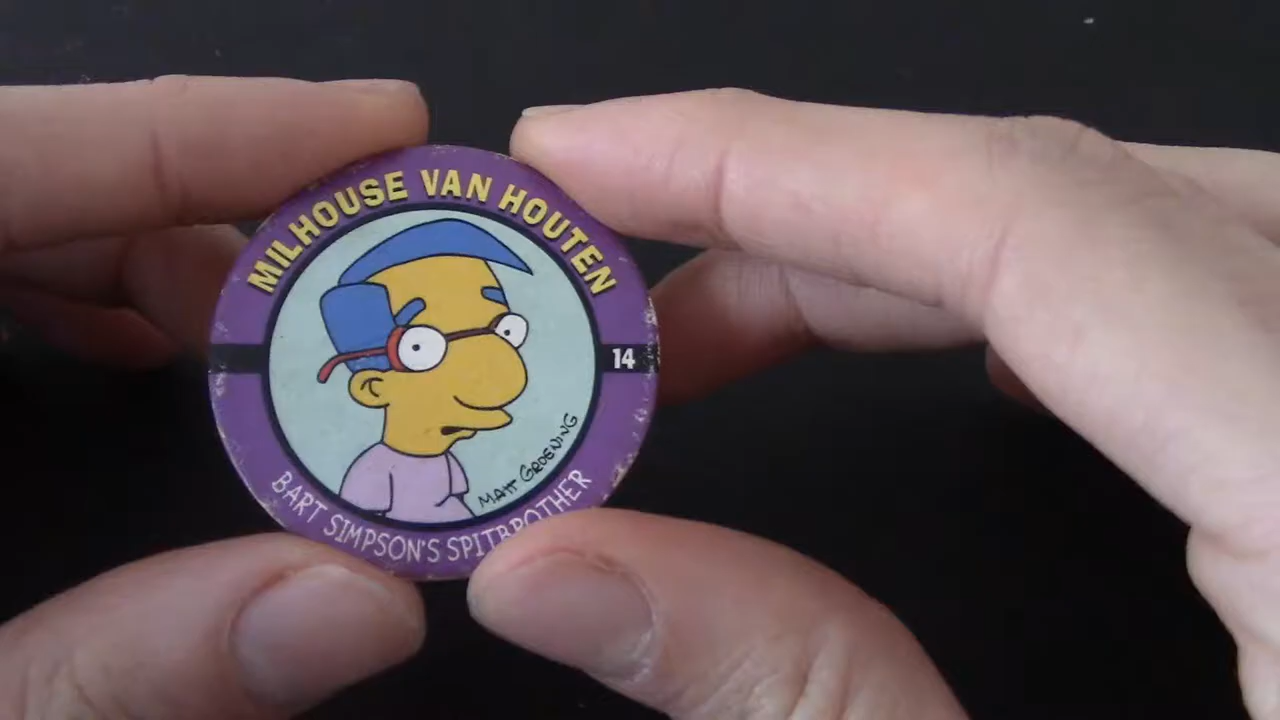 MILHOUSE VAN HOUTEN
14
MATT GROENING
BART SIMPSON'S SPITBROTHER